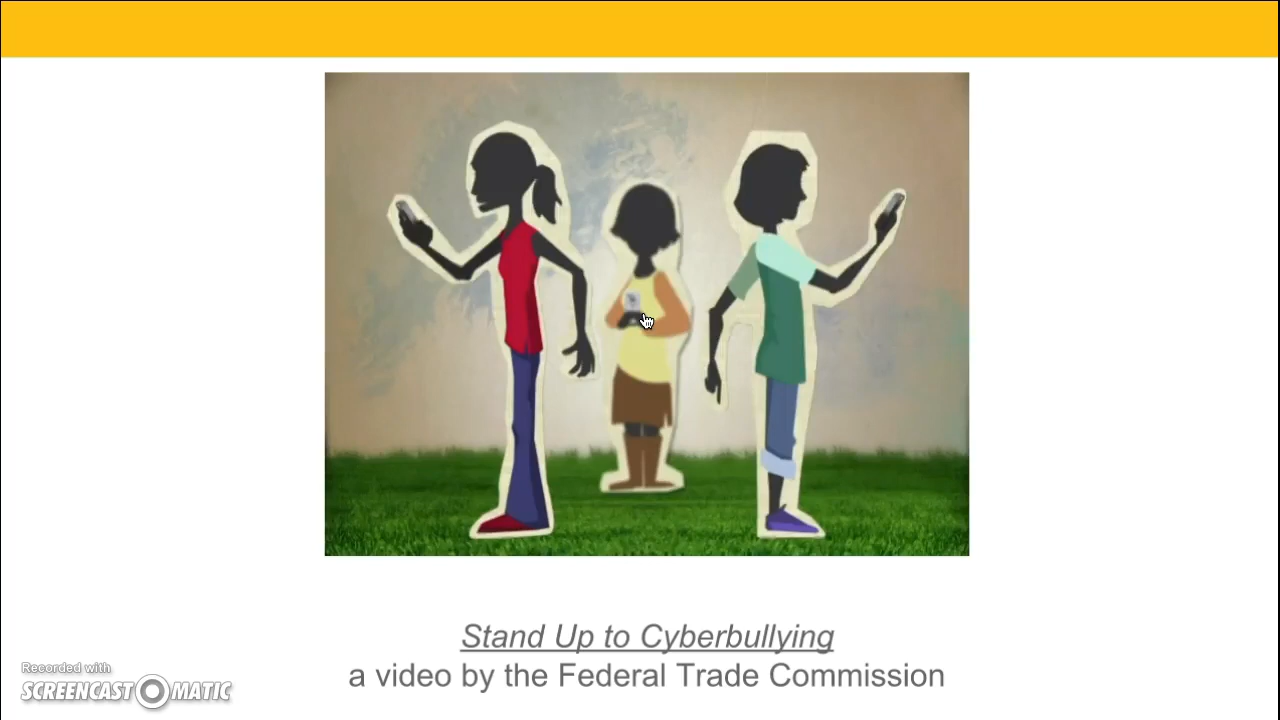 Stand Up to Cyberbullying
a video by the Federal Trade Commission
Recorded with
SCREENCAST MATIC